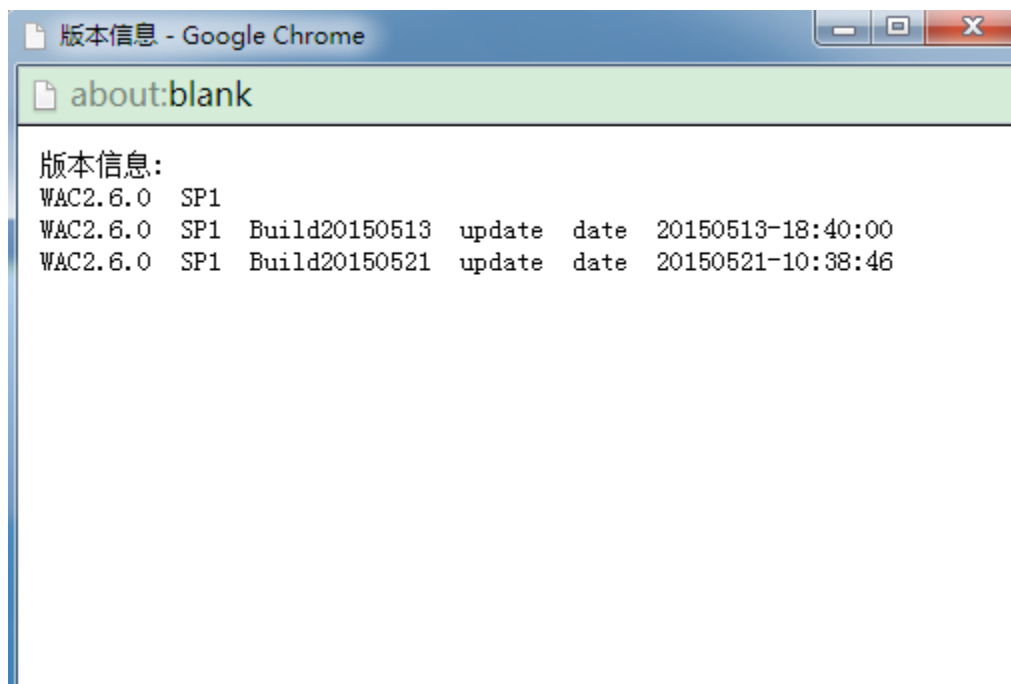 版本信息 - Google Chrome
about:blank
版本信息:
WAC2.6.0 SP1
WAC2.6.0 SP1 Build20150513 update date 20150513-18:40:00
WAC2.6.0 SP1 Build20150521 update date 20150521-10:38:46